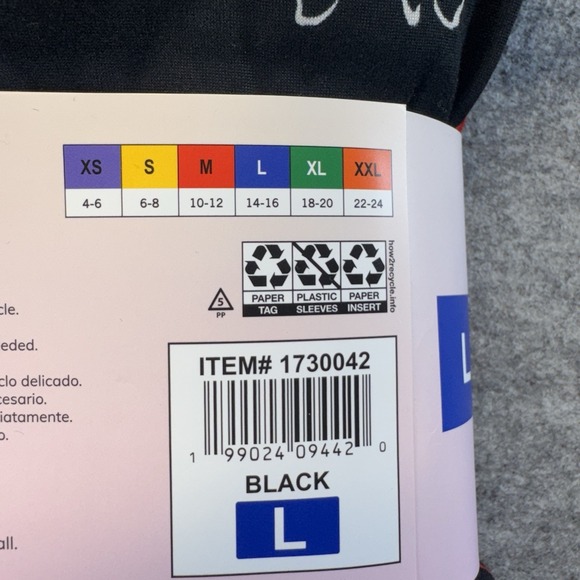 XS S M L XL XXL
4-6 6-8 10-12 14-16 18-20 22-24
how2recycle.info
PAPER PLASTIC PAPER
TAG SLEEVES INSERT
5
PP
cle.
eeded.
clo delicado.
cesario.
iatamente.
o.
all.
ITEM# 1730042
1 99024 09442 0
BLACK
L
L